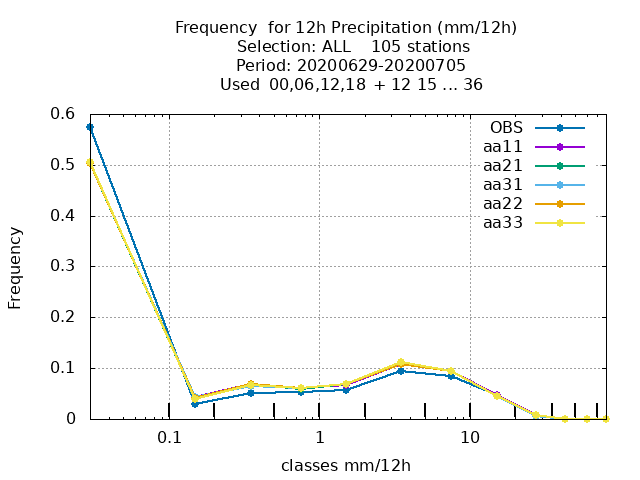 Frequency  for 12h Precipitation (mm/12h)
Selection: ALL    105 stations
Period: 20200629-20200705
Used  00,06,12,18  + 12 15 ... 36
0.6
0.5
0.4
0.3
0.2
0.1
0
Frequency
OBS
aa11
aa21
aa31
aa22
aa33
0.1 1 10
classes mm/12h